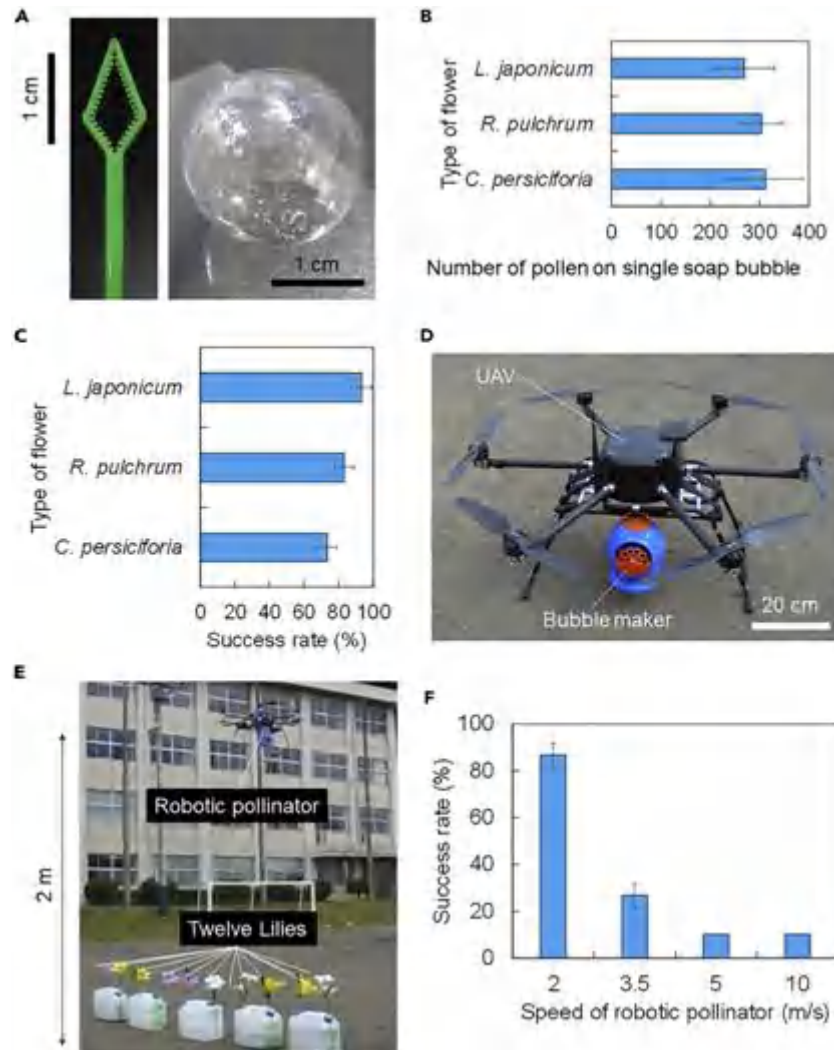 A
1 cm
1 cm
B
Type of flower
L. japonicum
R. pulchrum
C. persiciforia
0 100 200 300 400
Number of pollen on single soap bubble
C
Type of flower
L. japonicum
R. pulchrum
C. persiciforia
0 20 40 60 80 100
Success rate (%)
D
UAV
Bubble maker
20 cm
E
2 m
Robotic pollinator
Twelve Lilies
F
Success rate (%)
100
80
60
40
20
0
2 3.5 5 10
Speed of robotic pollinator (m/s)